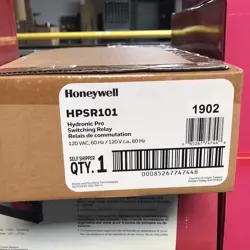 Honeywell
HPSR101
1902
Hydronic Pro
Switching Relay
Relais de commutation
120 VAC, 60 Hz / 120 V c.a., 60 Hz
SELF SHIPPER
QTY. 1
00085267747448